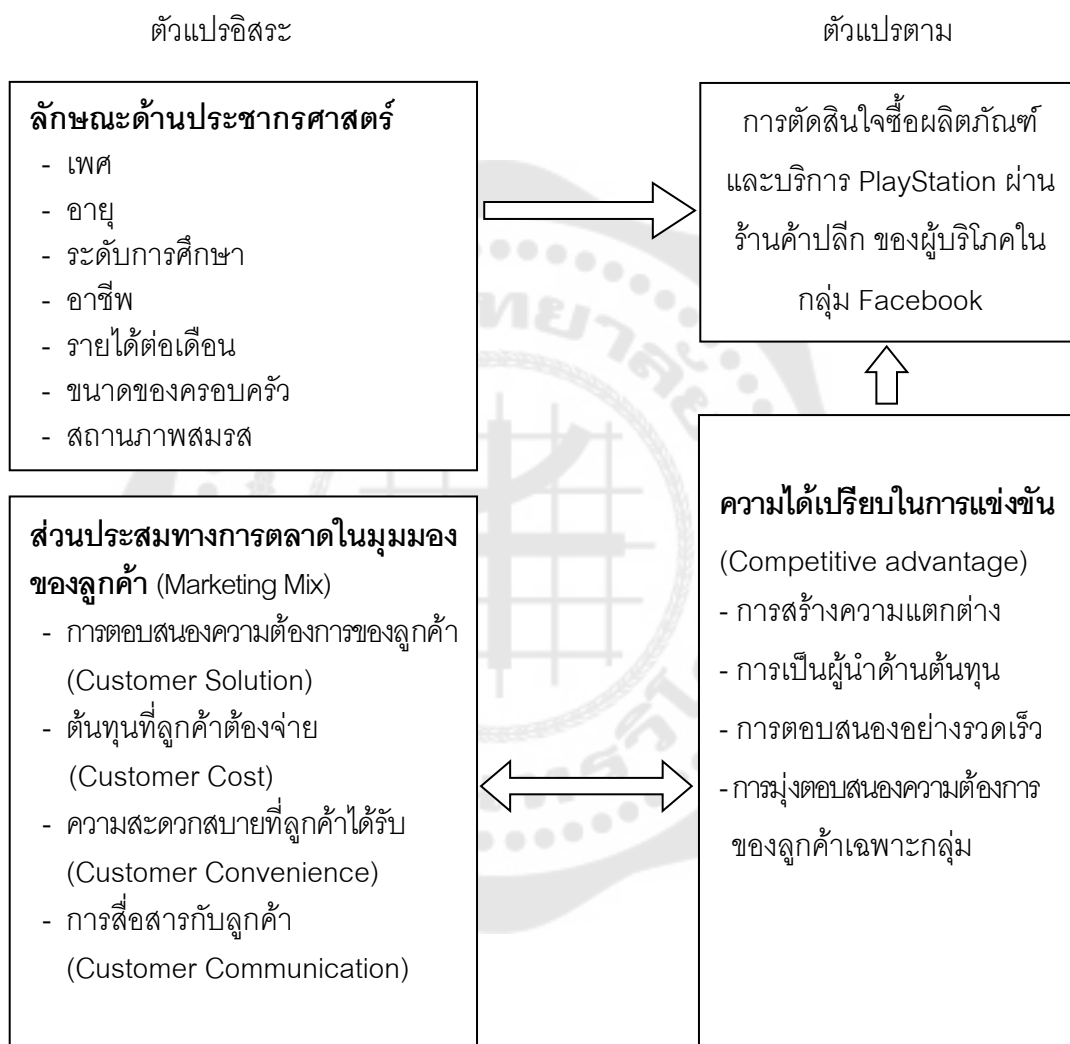 ตัวแปรอิสระ
ตัวแปรตาม
ลักษณะด้านประชากรศาสตร์
- เพศ
- อายุ
- ระดับการศึกษา
- อาชีพ
- รายได้ต่อเดือน
- ขนาดของครอบครัว
- สถานภาพสมรส
การตัดสินใจซื้อผลิตภัณฑ์
และบริการ PlayStation ผ่าน
ร้านค้าปลีก ของผู้บริโภคใน
กลุ่ม Facebook
ส่วนประสมทางการตลาดในมุมมอง
ของลูกค้า (Marketing Mix)
- การตอบสนองความต้องการของลูกค้า
(Customer Solution)
- ต้นทุนที่ลูกค้าต้องจ่าย
(Customer Cost)
- ความสะดวกสบายที่ลูกค้าได้รับ
(Customer Convenience)
- การสื่อสารกับลูกค้า
(Customer Communication)
ความได้เปรียบในการแข่งขัน
(Competitive advantage)
- การสร้างความแตกต่าง
- การเป็นผู้นำด้านต้นทุน
- การตอบสนองอย่างรวดเร็ว
- การมุ่งตอบสนองความต้องการ
ของลูกค้าเฉพาะกลุ่ม